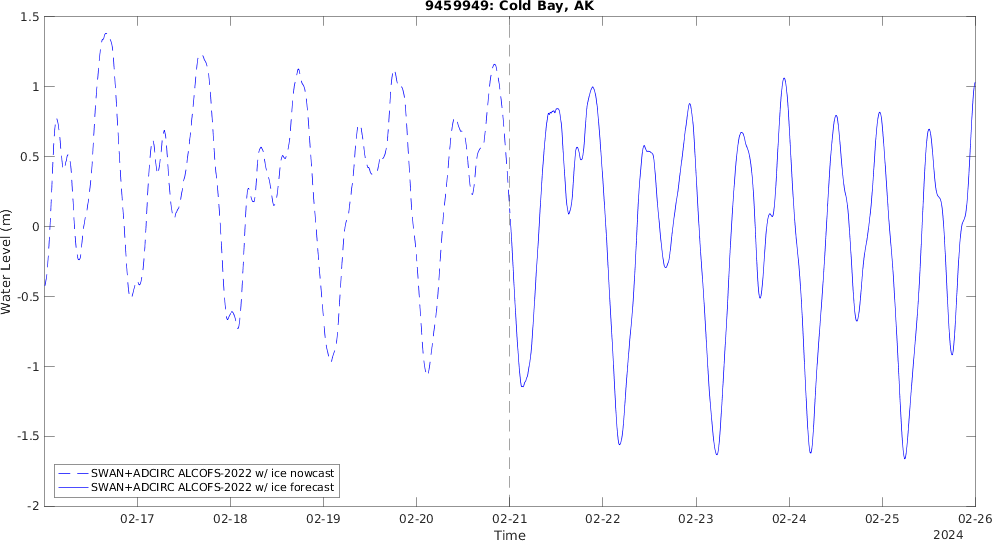 9459949: Cold Bay, AK
1.5
1
0.5
0
-0.5
-1
-1.5
-2
Water Level (m)
SWAN+ADCIRC ALCOFS-2022 w/ ice nowcast
SWAN+ADCIRC ALCOFS-2022 w/ ice forecast
02-17 02-18 02-19 02-20 02-21 02-22 02-23 02-24 02-25 02-26
Time
2024